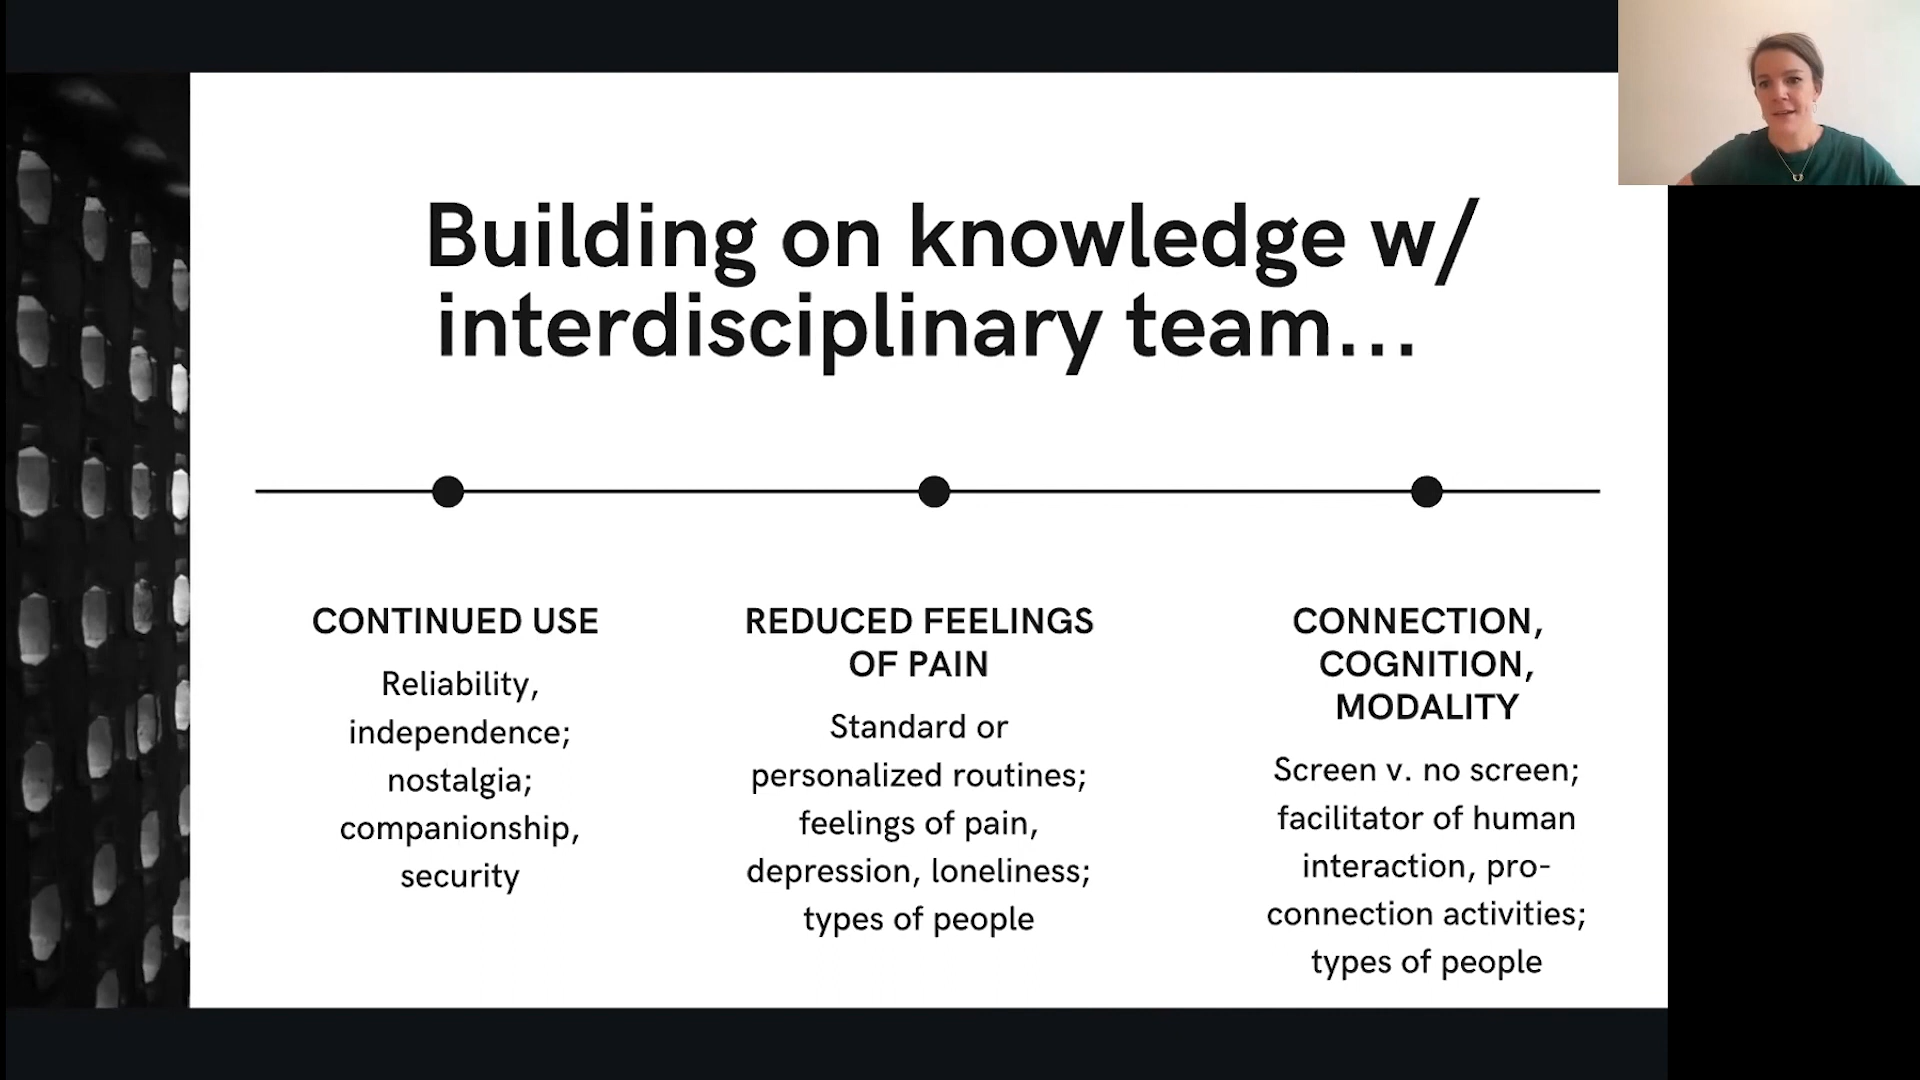 Building on knowledge w/
interdisciplinary team...
CONTINUED USE
Reliability,
independence;
nostalgia;
companionship,
security
REDUCED FEELINGS
OF PAIN
Standard or
personalized routines;
feelings of pain,
depression, loneliness;
types of people
CONNECTION,
COGNITION,
MODALITY
Screen v. no screen;
facilitator of human
interaction, pro-
connection activities;
types of people